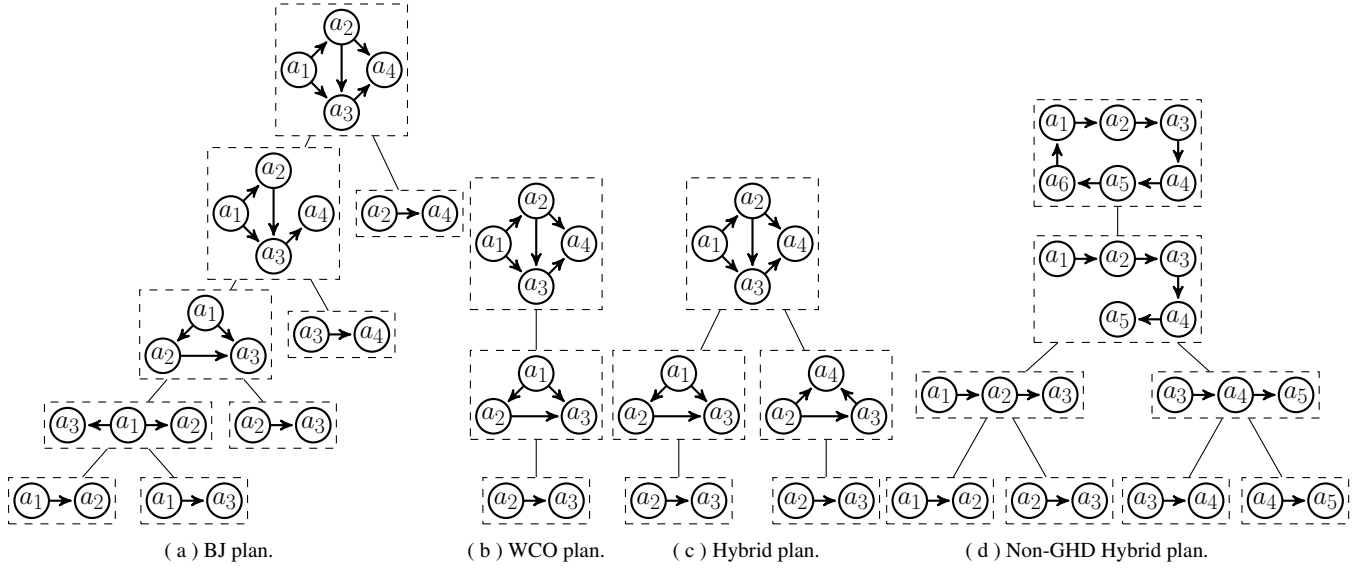 a2
a1 a4
a3
a2
a1 a4
a3
a2 a4
a1
a2 a3
a3 a4
a3 a1 a2
a2 a3
a1 a2
a1 a3
( a ) BJ plan.
a2
a1 a4
a3
a1
a2 a3
a2 a3
( b ) WCO plan.
a2
a1 a4
a3
a1
a2 a3
a4
a2 a3
a2 a3
a2 a3
( c ) Hybrid plan.
a1 a2 a3
a6 a5 a4
a1 a2 a3
a5 a4
a1 a2 a3
a3 a4 a5
a1 a2
a2 a3
a3 a4
a4 a5
( d ) Non-GHD Hybrid plan.